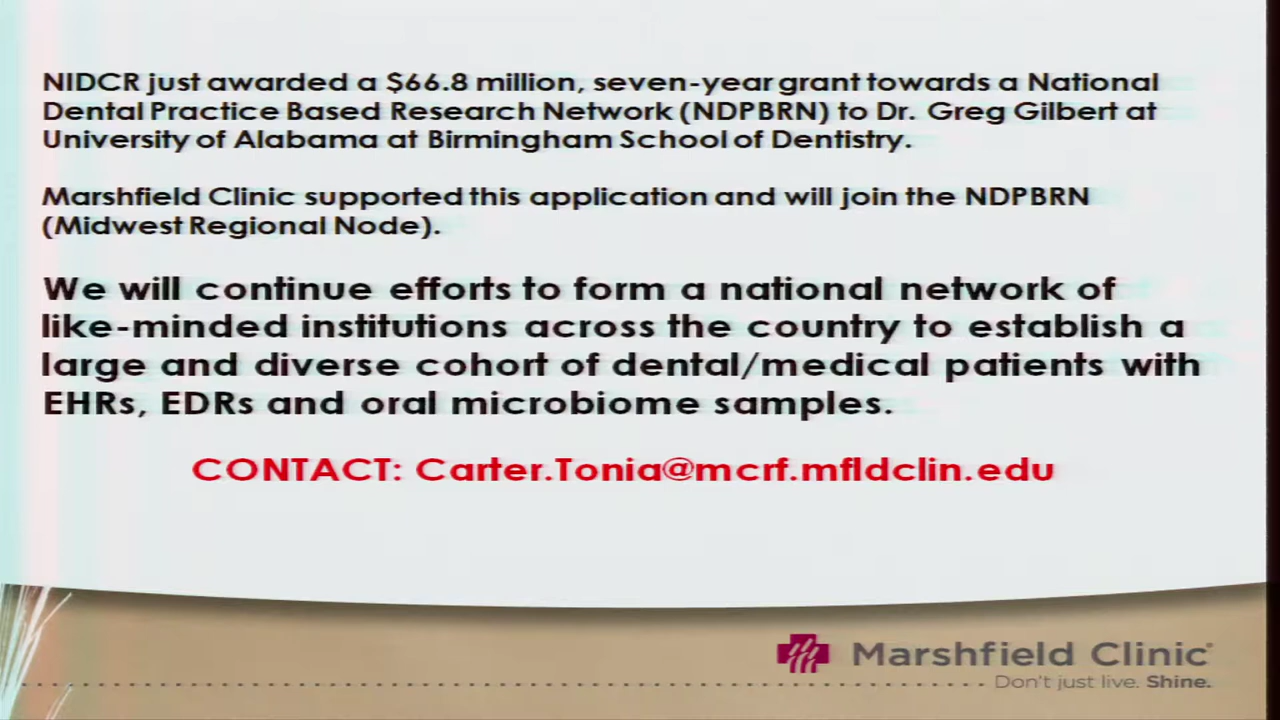 NIDCR just awarded a $66.8 million, seven-year grant towards a National
Dental Practice Based Research Network (NDPBRN) to Dr. Greg Gilbert at
University of Alabama at Birmingham School of Dentistry.
Marshfield Clinic supported this application and will join the NDPBRN
(Midwest Regional Node).
We will continue efforts to form a national network of
like-minded institutions across the country to establish a
large and diverse cohort of dental/medical patients with
EHRs, EDRs and oral microbiome samples.
CONTACT: Carter.Tonia@mcrf.mfldclin.edu
Marshfield Clinic®
Don't just live. Shine.